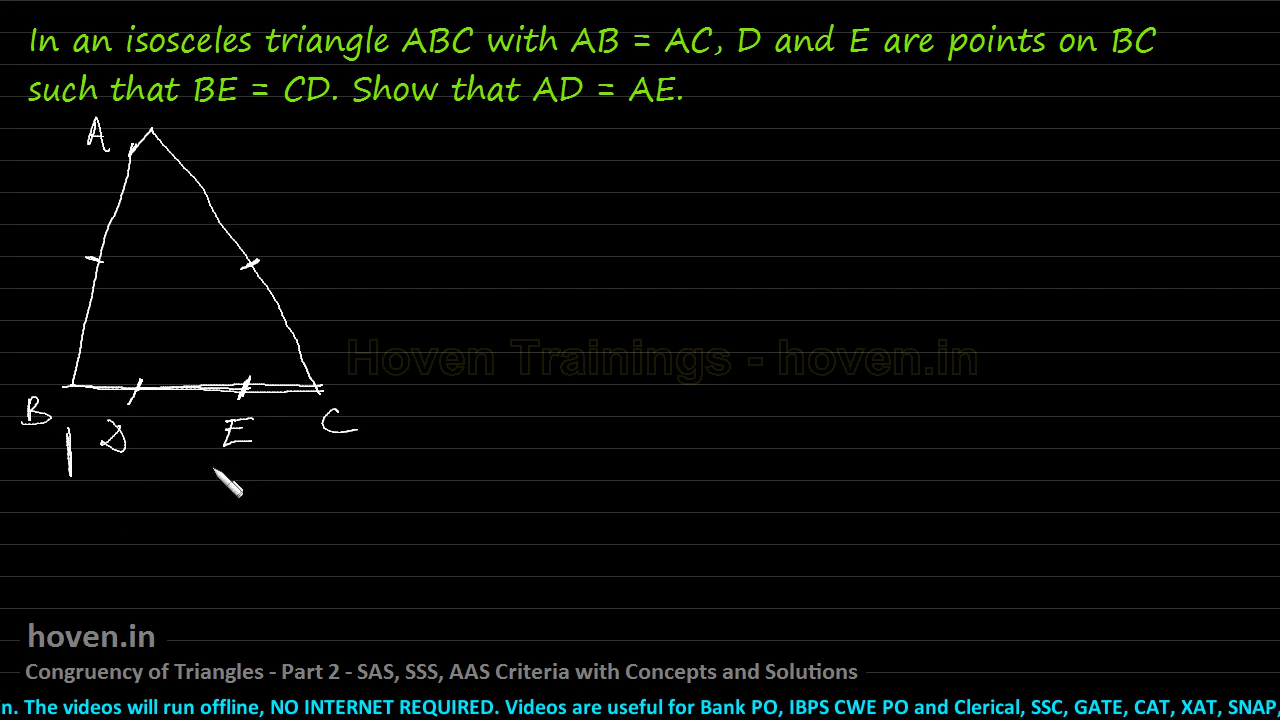 In an isosceles triangle ABC with AB = AC, D and E are points on BC
such that BE = CD. Show that AD = AE.
A
B
D
E
C
Hoven Trainings - hoven.in
hoven.in
Congruency of Triangles - Part 2 - SAS, SSS, AAS Criteria with Concepts and Solutions
n. The videos will run offline, NO INTERNET REQUIRED. Videos are useful for Bank PO, IBPS CWE PO and Clerical, SSC, GATE, CAT, XAT, SNAP,